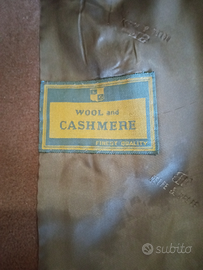 WOOL and
CASHMERE
FINEST QUALITY
subito